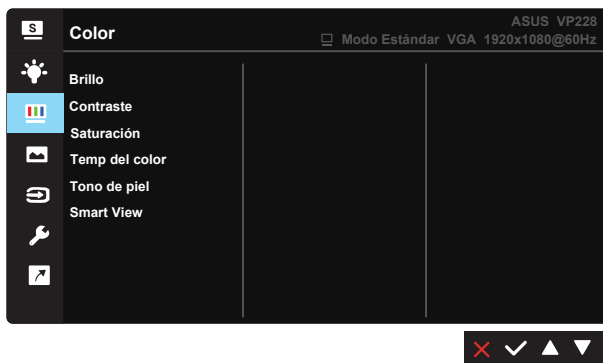 S
Color
ASUS VP228
Modo Estándar VGA 1920x1080@60Hz
Brillo
Contraste
Saturación
Temp del color
Tono de piel
Smart View